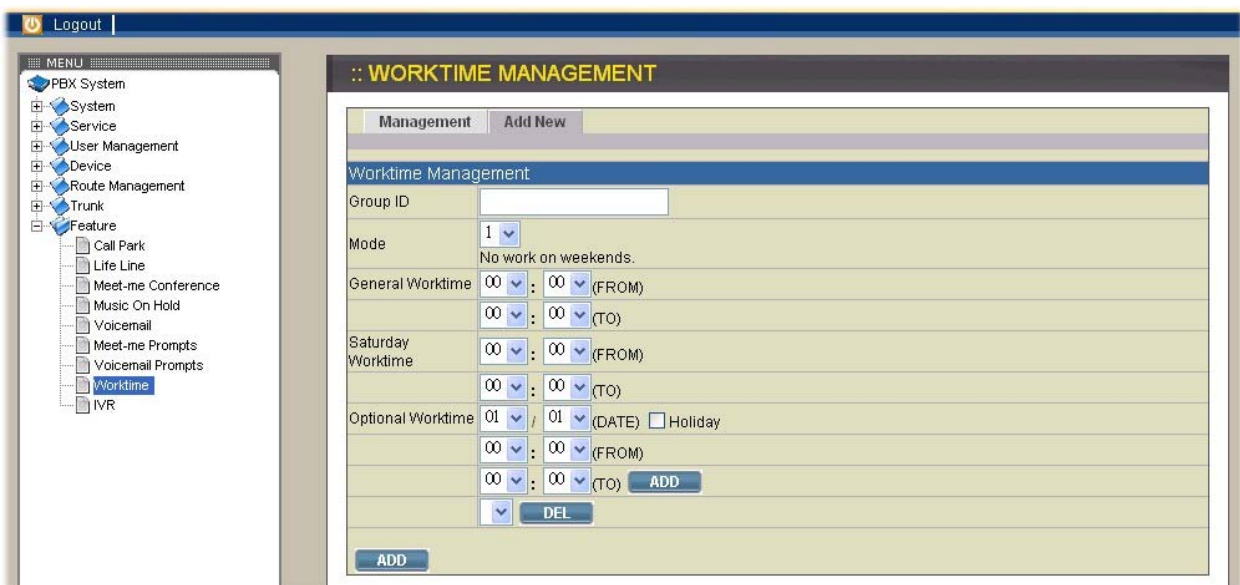 Logout
MENU
PBX System
System
Service
User Management
Device
Route Management
Trunk
Feature
Call Park
Life Line
Meet-me Conference
Music On Hold
Voicemail
Meet-me Prompts
Voicemail Prompts
Worktime
IVR
:: WORKTIME MANAGEMENT
Management Add New
Worktime Management
Group ID
Mode 1
No work on weekends.
General Worktime 00 : 00 (FROM)
00 : 00 (TO)
Saturday Worktime 00 : 00 (FROM)
00 : 00 (TO)
Optional Worktime 01 / 01 (DATE) Holiday
00 : 00 (FROM)
00 : 00 (TO) ADD
DEL
ADD